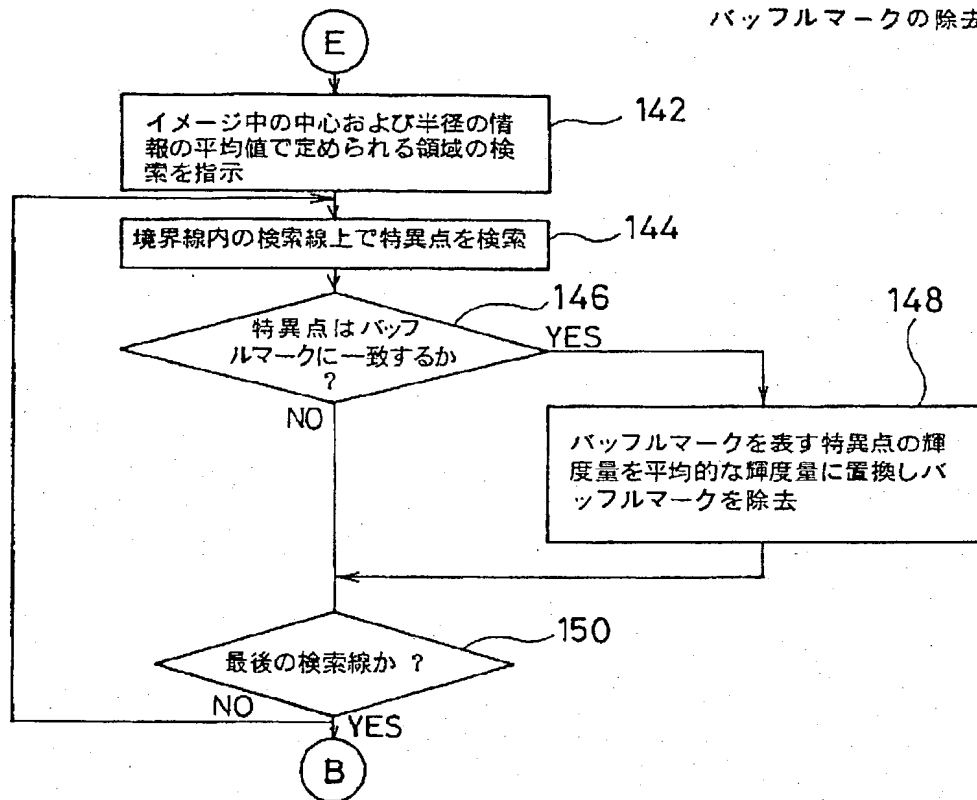 バッフルマークの除去
E
イメージ中の中心および半径の情
報の平均値で定められる領域の検
索を指示
142
境界線内の検索線上で特異点を検索
144
特異点はバッフ
ルマークに一致するか
?
146
YES
NO
148
バッフルマークを表す特異点の輝
度量を平均的な輝度量に置換しバ
ッフルマークを除去
最後の検索線か ?
150
NO
YES
B